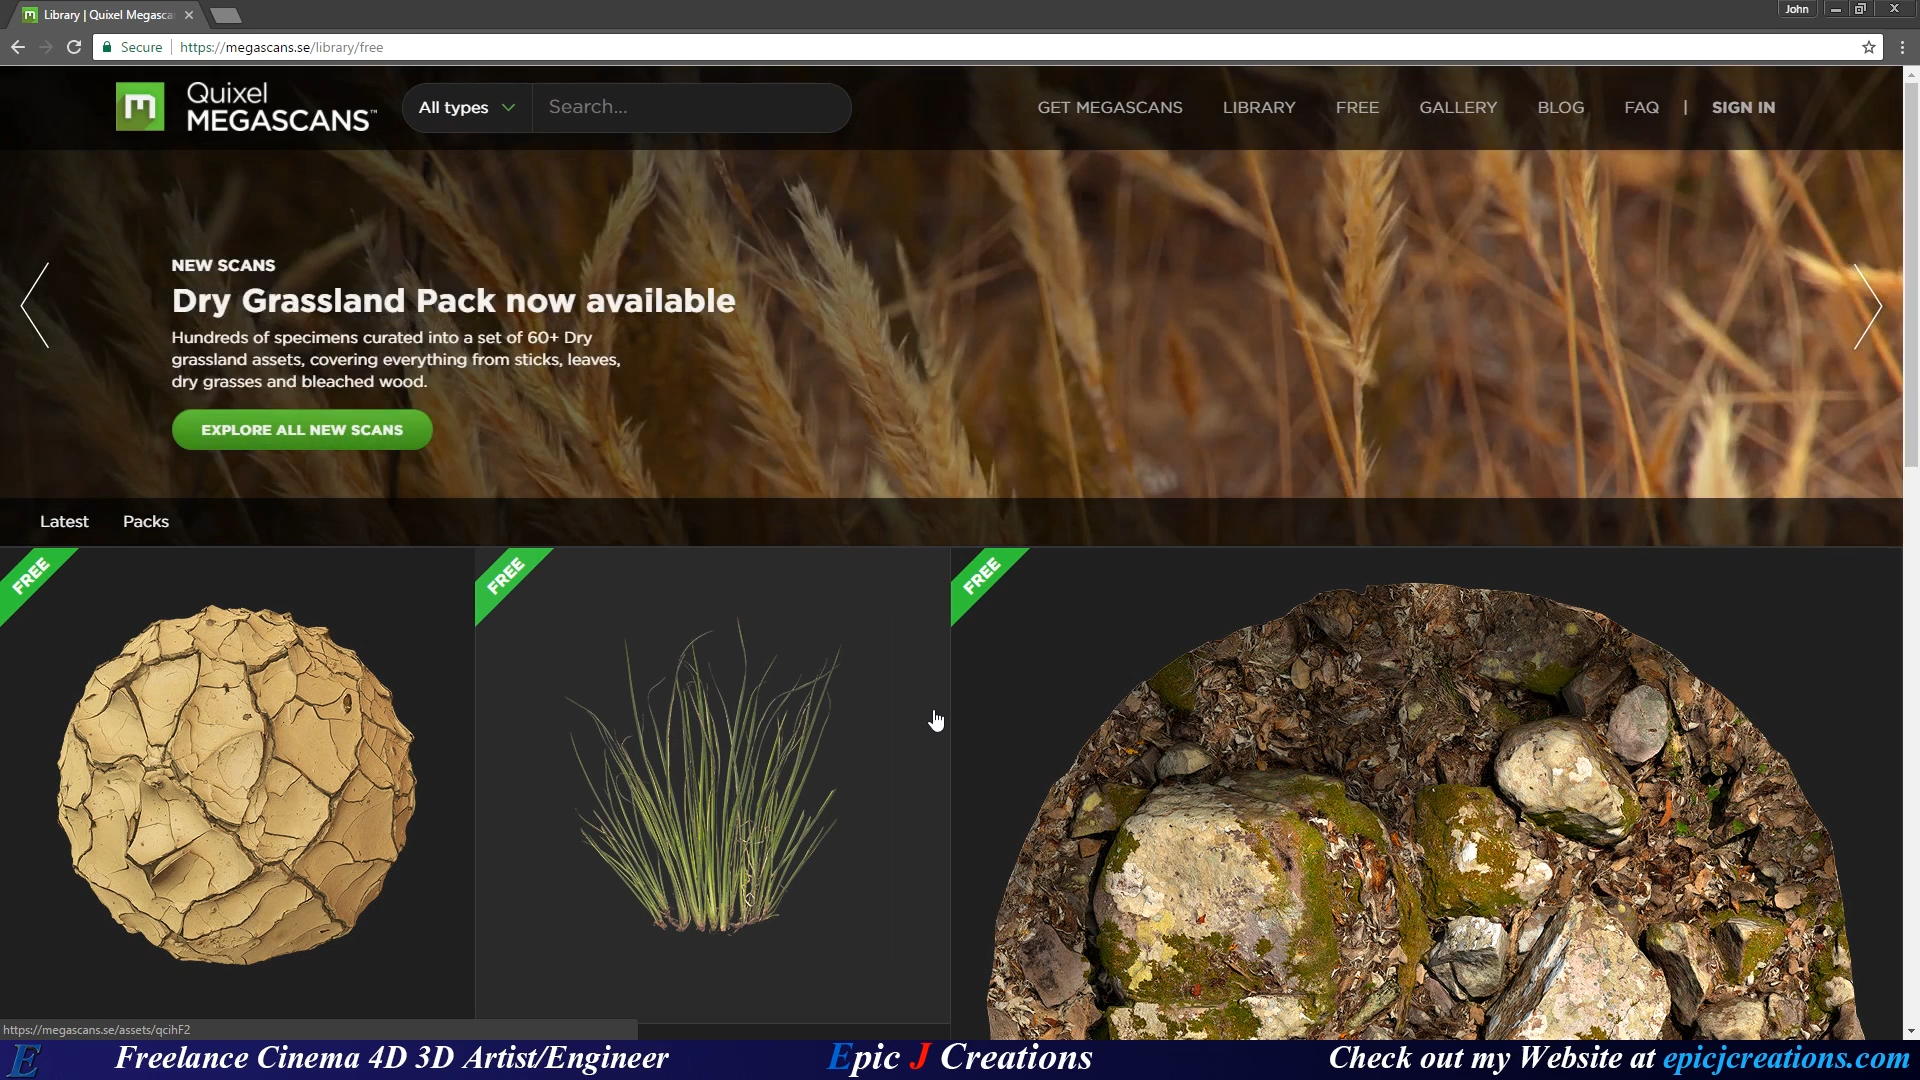 Library | Quixel Megasca
John
Secure
https://megascans.se/library/free
Quixel
MEGASCANS™
All types
Search...
GET MEGASCANS
LIBRARY
FREE
GALLERY
BLOG
FAQ
|
SIGN IN
NEW SCANS
Dry Grassland Pack now available
Hundreds of specimens curated into a set of 60+ Dry
grassland assets, covering everything from sticks, leaves,
dry grasses and bleached wood.
EXPLORE ALL NEW SCANS
Latest
Packs
FREE
FREE
FREE
https://megascans.se/assets/qcihF2
E
Freelance Cinema 4D 3D Artist/Engineer
Epic J Creations
Check out my Website at epicjcreations.com